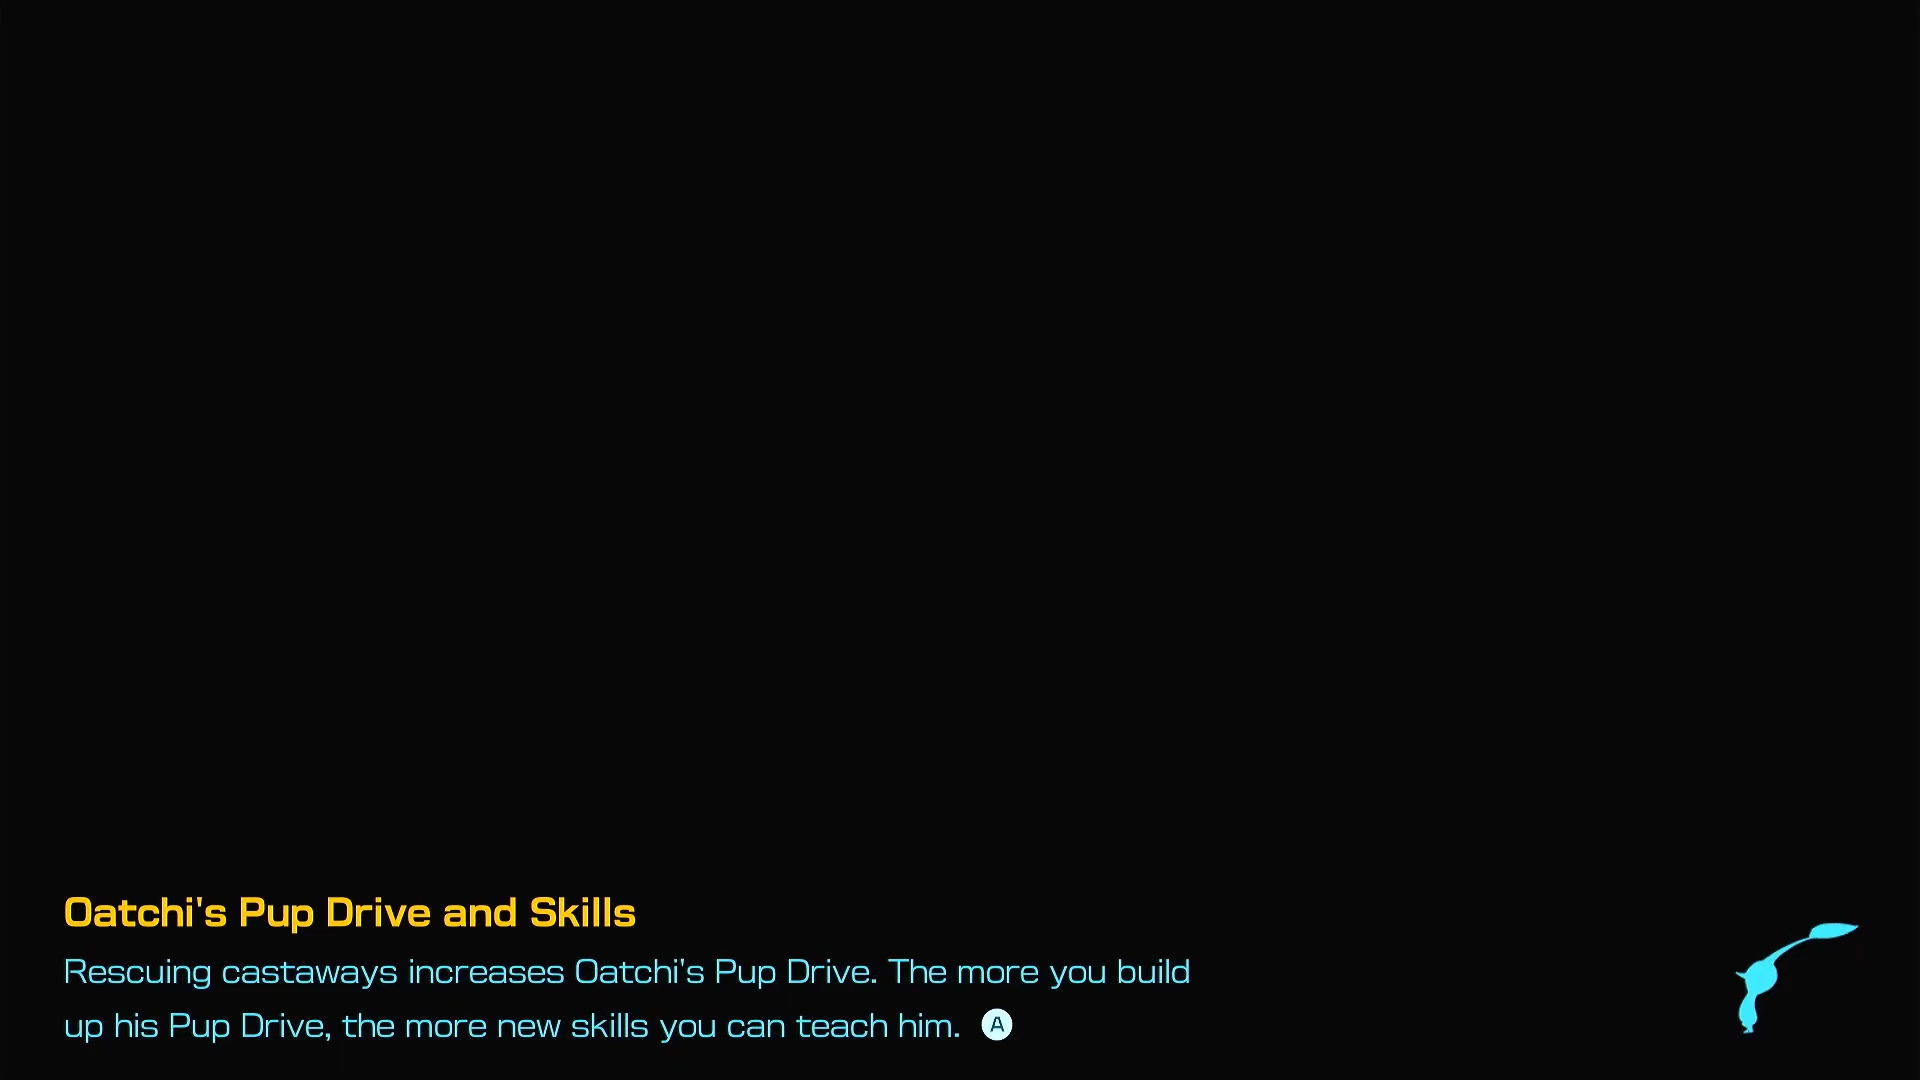 Oatchi's Pup Drive and Skills
Rescuing castaways increases Oatchi's Pup Drive. The more you build
up his Pup Drive, the more new skills you can teach him. A